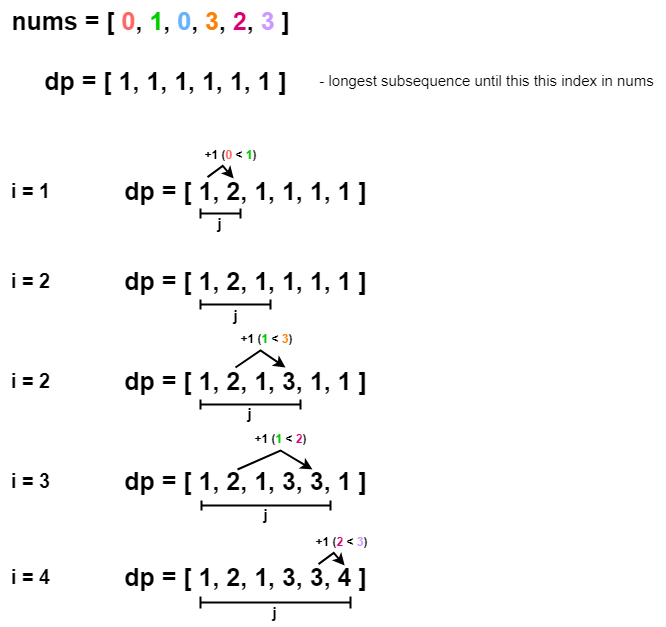 nums = [ 0, 1, 0, 3, 2, 3 ]
dp = [ 1, 1, 1, 1, 1, 1 ] - longest subsequence until this this index in nums
+1 (0 < 1)
i = 1 dp = [ 1, 2, 1, 1, 1, 1 ]
j
i = 2 dp = [ 1, 2, 1, 1, 1, 1 ]
j
+1 (1 < 3)
i = 2 dp = [ 1, 2, 1, 3, 1, 1 ]
j
+1 (1 < 2)
i = 3 dp = [ 1, 2, 1, 3, 3, 1 ]
j
+1 (2 < 3)
i = 4 dp = [ 1, 2, 1, 3, 3, 4 ]
j